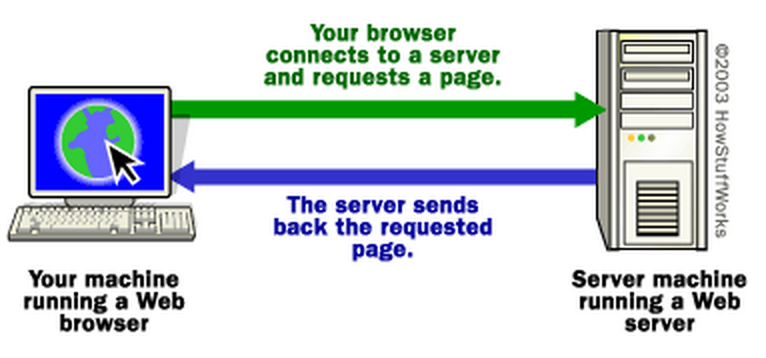 Your browser
connects to a server
and requests a page.
The server sends
back the requested
page.
Your machine
running a Web
browser
Server machine
running a Web
server
©2003 HowStuffWorks